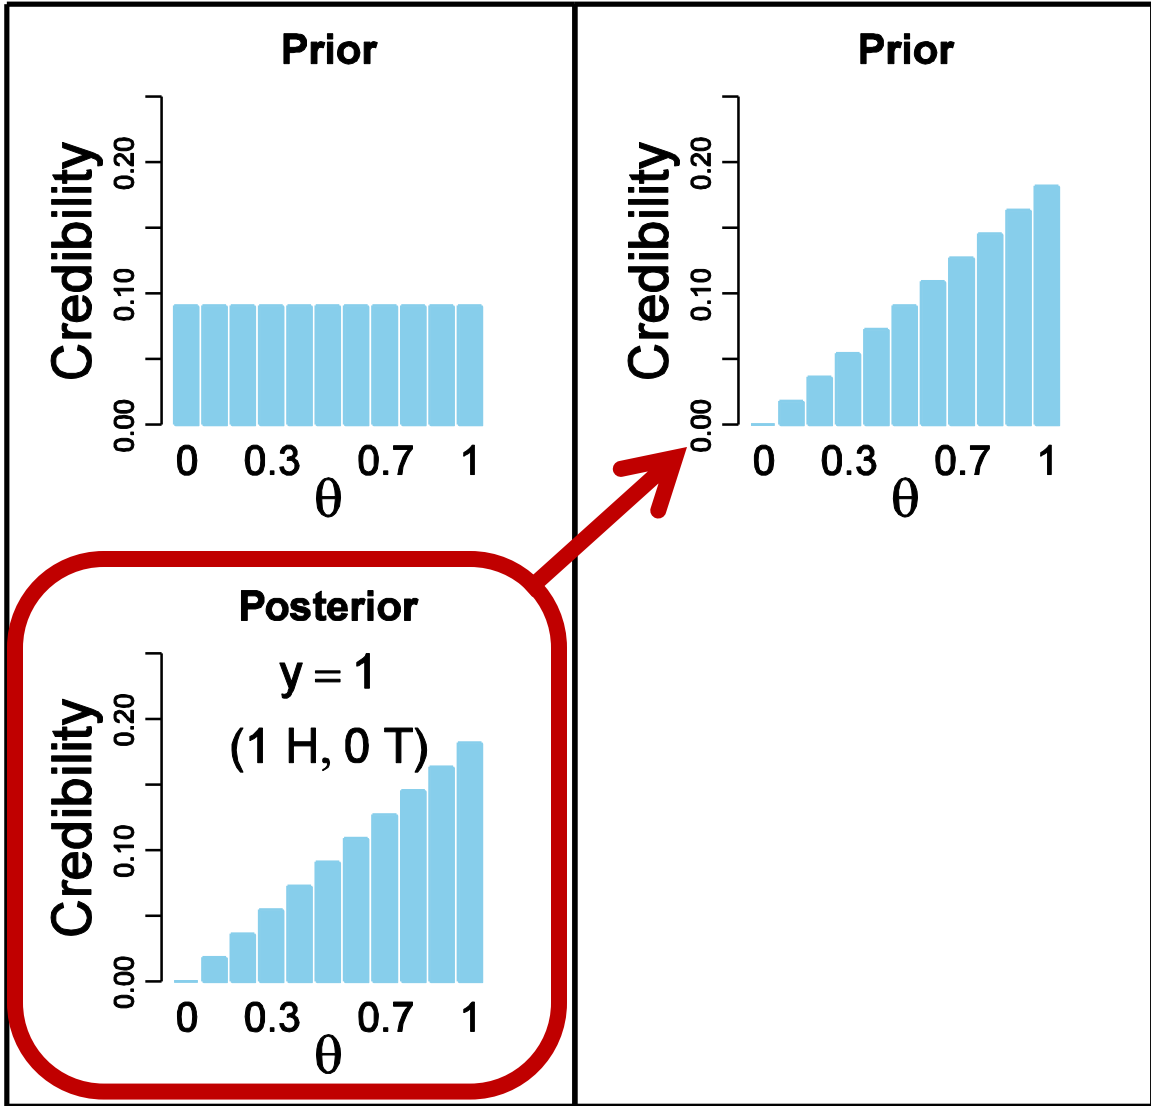 Prior
Credibility
0.00 0.10 0.20
0 0.3 0.7 1
θ
Prior
Credibility
0.00 0.10 0.20
0 0.3 0.7 1
θ
Posterior
y = 1
(1 H, 0 T)
Credibility
0.00 0.10 0.20
0 0.3 0.7 1
θ